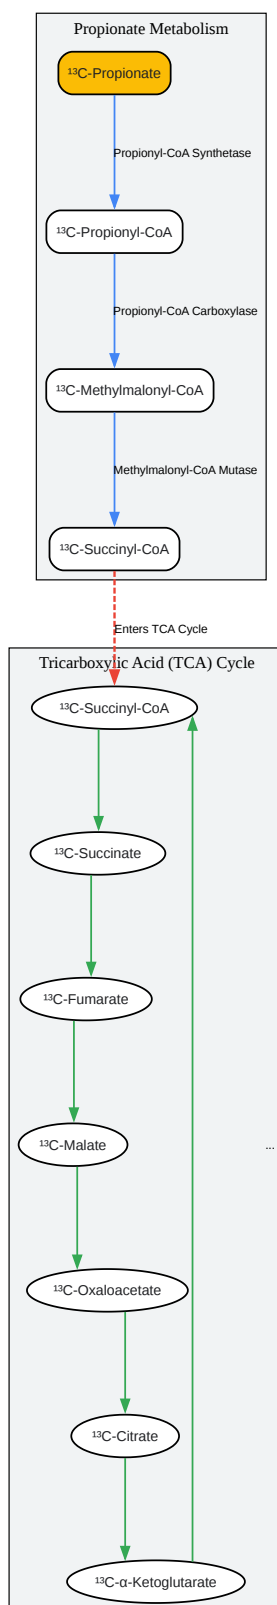 Propionate Metabolism
¹³C-Propionate
Propionyl-CoA Synthetase
¹³C-Propionyl-CoA
Propionyl-CoA Carboxylase
¹³C-Methylmalonyl-CoA
Methylmalonyl-CoA Mutase
¹³C-Succinyl-CoA
Enters TCA Cycle
Tricarboxylic Acid (TCA) Cycle
¹³C-Succinyl-CoA
¹³C-Succinate
¹³C-Fumarate
¹³C-Malate
...
¹³C-Oxaloacetate
¹³C-Citrate
¹³C-α-Ketoglutarate